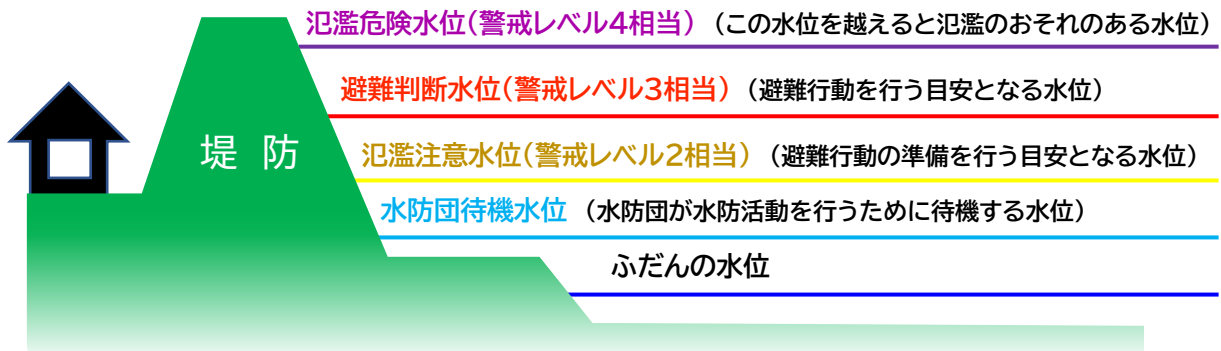 氾濫危険水位(警戒レベル4相当) (この水位を越えると氾濫のおそれのある水位)
避難判断水位(警戒レベル3相当) (避難行動を行う目安となる水位)
堤 防
氾濫注意水位(警戒レベル2相当) (避難行動の準備を行う目安となる水位)
水防団待機水位 (水防団が水防活動を行うために待機する水位)
ふだんの水位